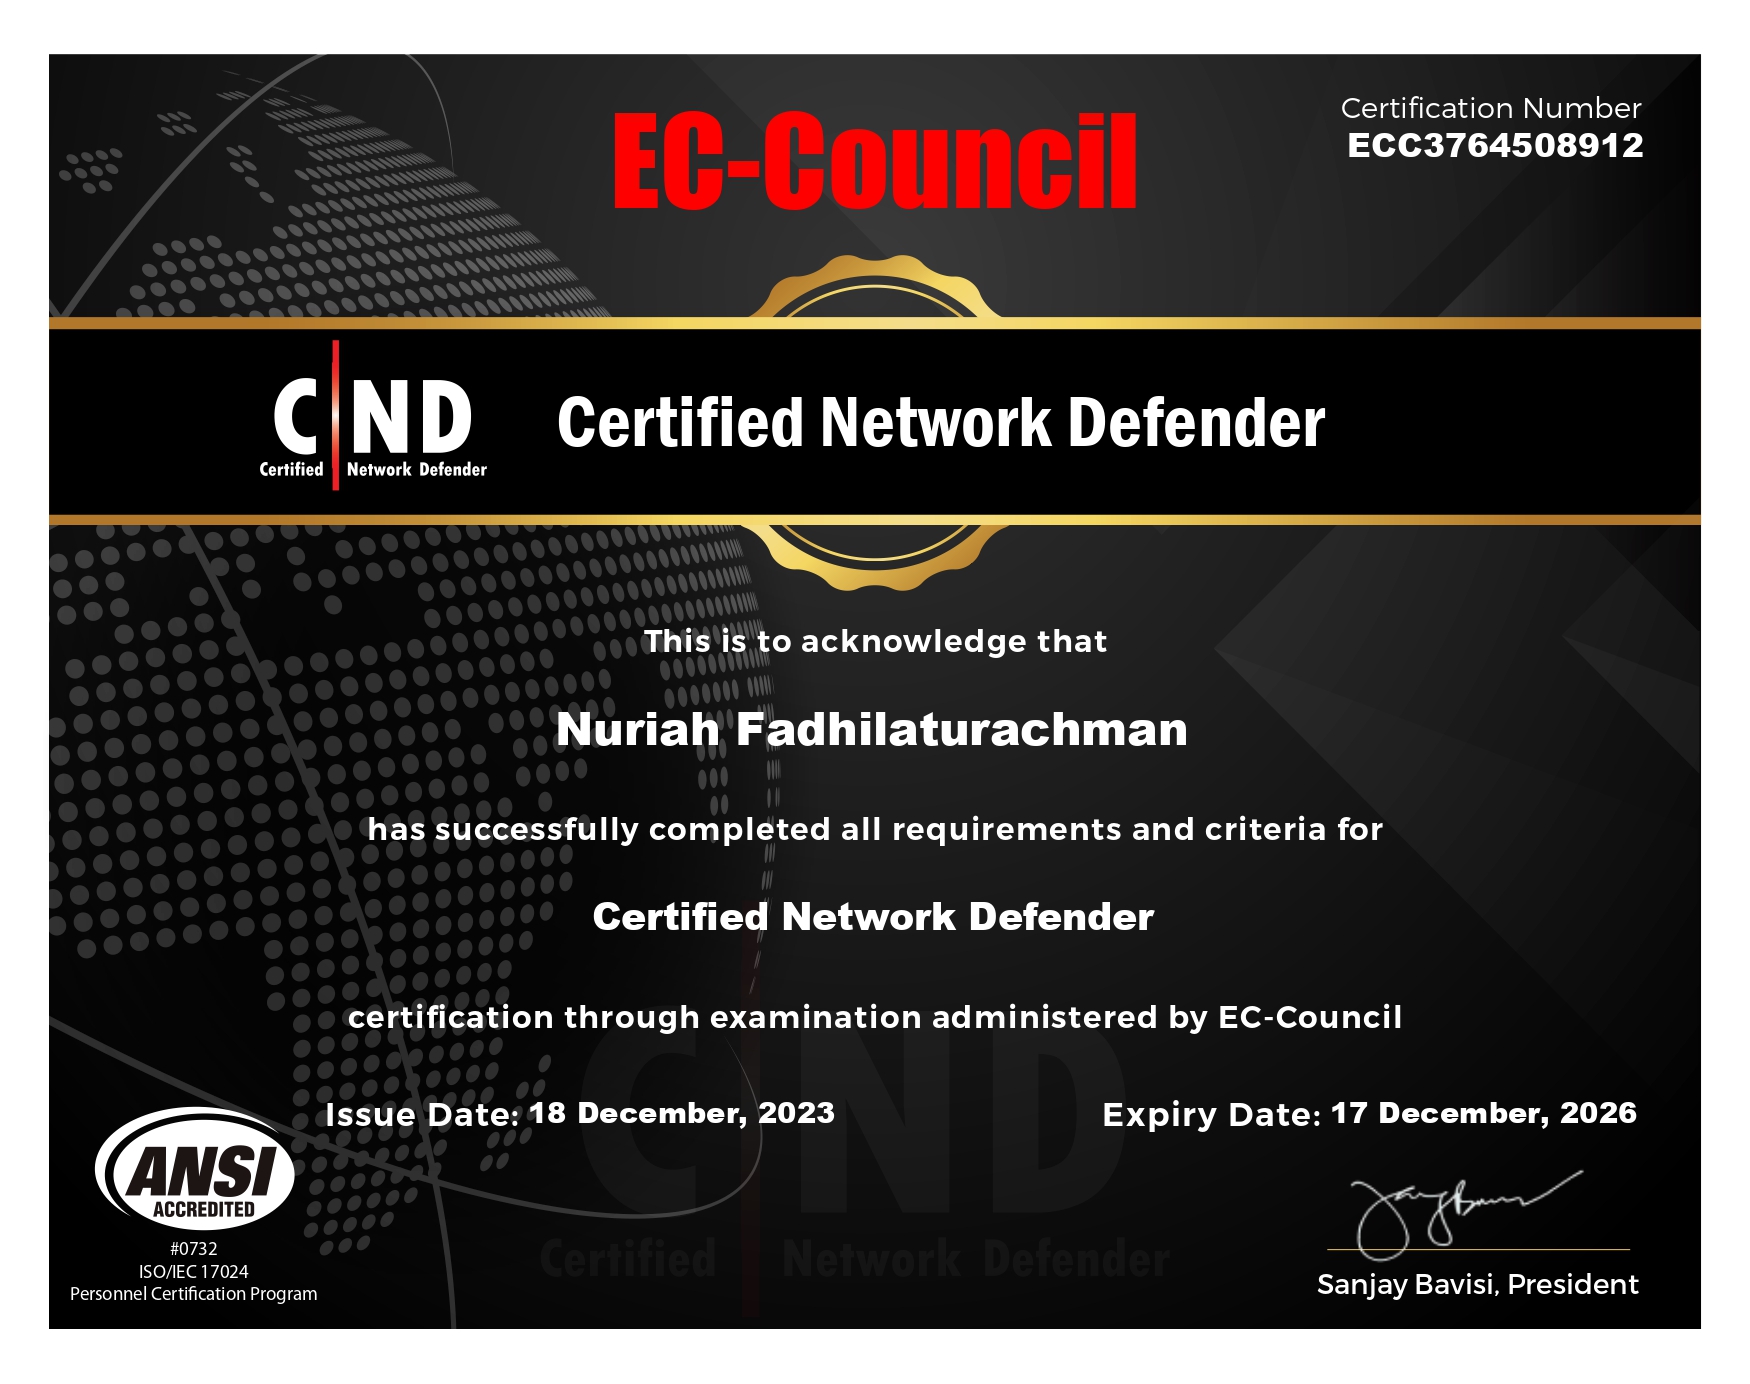 EC-Council
Certification Number
ECC3764508912
C ND
Certified Network Defender
Certified Network Defender
This is to acknowledge that
Nuriah Fadhilaturachman
has successfully completed all requirements and criteria for
Certified Network Defender
certification through examination administered by EC-Council
Issue Date: 18 December, 2023
Expiry Date: 17 December, 2026
C ND
Certified Network Defender
ANSI
ACCREDITED
#0732
ISO/IEC 17024
Personnel Certification Program
Sanjay Bavisi, President